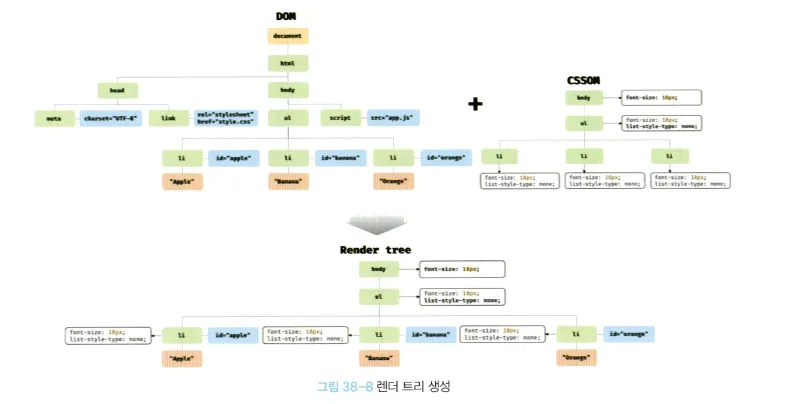 DOM
document
html
head
body
meta
charset="UTF-8"
link
rel="stylesheet"
href="style.css"
ul
script
src="app.js"
li
id="apple"
li
id="banana"
li
id="orange"
"Apple"
"Banana"
"Orange"
+
CSSOM
body
font-size: 18px;
ul
font-size: 18px;
list-style-type: none;
li
li
li
font-size: 18px;
list-style-type: none;
font-size: 18px;
list-style-type: none;
font-size: 18px;
list-style-type: none;
Render tree
body
font-size: 18px;
ul
font-size: 18px;
list-style-type: none;
font-size: 18px;
list-style-type: none;
li
id="apple"
font-size: 18px;
list-style-type: none;
li
id="banana"
font-size: 18px;
list-style-type: none;
li
id="orange"
"Apple"
"Banana"
"Orange"
그림 38-8 렌더 트리 생성